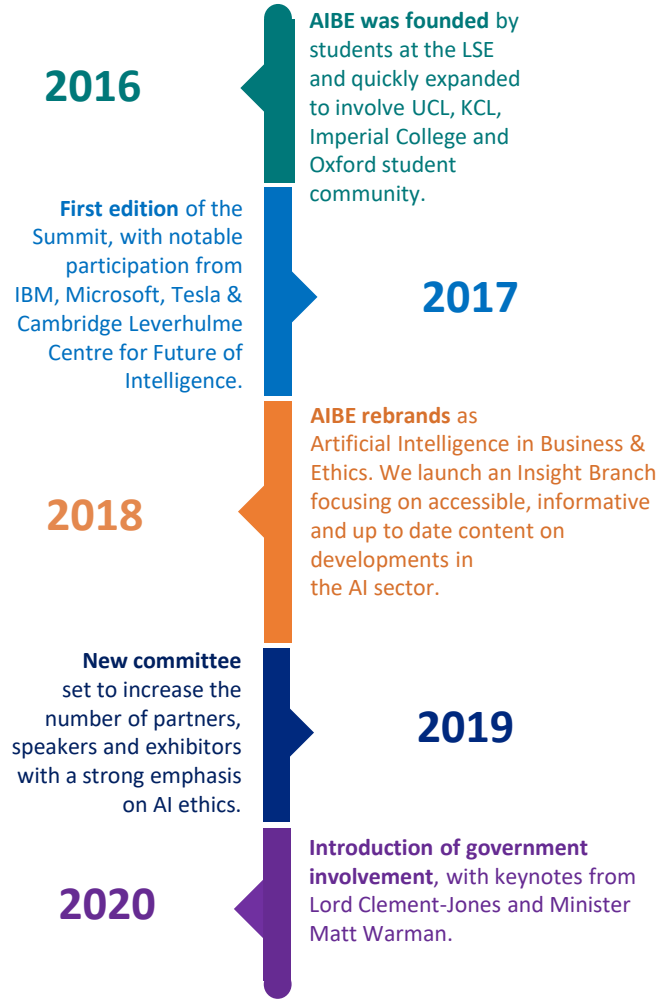 2016
AIBE was founded by
students at the LSE
and quickly expanded
to involve UCL, KCL,
Imperial College and
Oxford student
community.
First edition of the
Summit, with notable
participation from
IBM, Microsoft, Tesla &
Cambridge Leverhulme
Centre for Future of
Intelligence.
2017
2018
AIBE rebrands as
Artificial Intelligence in Business &
Ethics. We launch an Insight Branch
focusing on accessible, informative
and up to date content on
developments in
the AI sector.
New committee
set to increase the
number of partners,
speakers and exhibitors
with a strong emphasis
on AI ethics.
2019
2020
Introduction of government
involvement, with keynotes from
Lord Clement-Jones and Minister
Matt Warman.